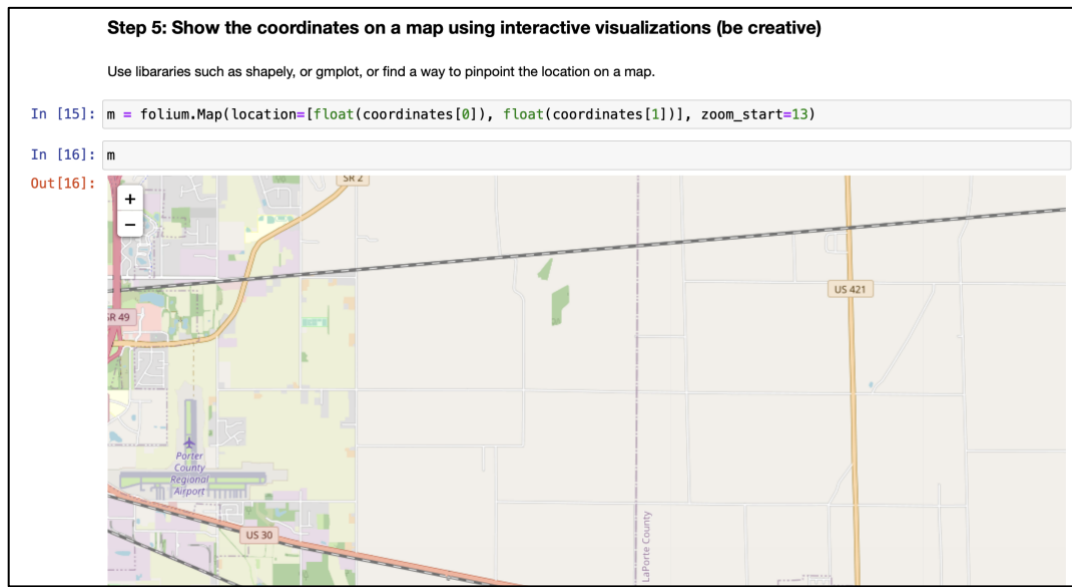 Step 5: Show the coordinates on a map using interactive visualizations (be creative)
Use libararies such as shapely, or gmplot, or find a way to pinpoint the location on a map.
In [15]: m = folium.Map(location=[float(coordinates[0]), float(coordinates[1])], zoom_start=13)
In [16]: m
Out[16]:
+
−
SR 2
US 421
SR 49
Porter
County
Regional
Airport
US 30
LaPorte County